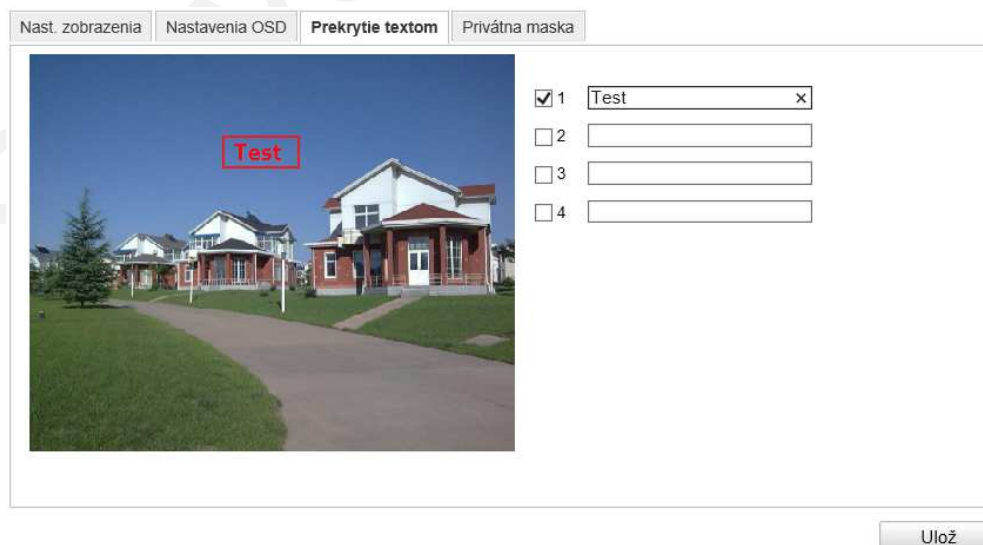 Nast. zobrazenia Nastavenia OSD Prekrytie textom Privátna maska
1 Test ×
Test
2
3
4
Ulož